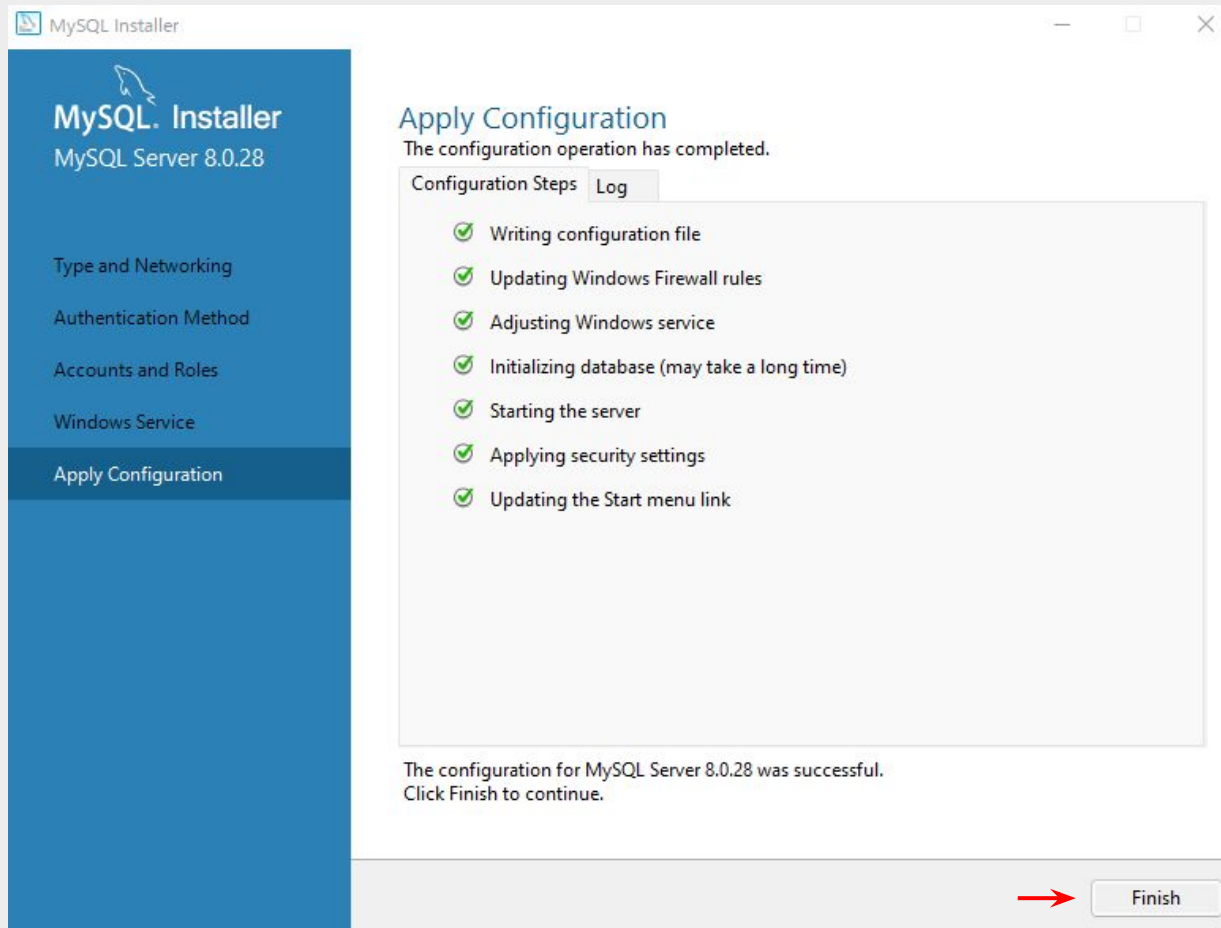 MySQL Installer
MySQL. Installer
MySQL Server 8.0.28
Type and Networking
Authentication Method
Accounts and Roles
Windows Service
Apply Configuration
Apply Configuration
The configuration operation has completed.
Configuration Steps
Log
Writing configuration file
Updating Windows Firewall rules
Adjusting Windows service
Initializing database (may take a long time)
Starting the server
Applying security settings
Updating the Start menu link
The configuration for MySQL Server 8.0.28 was successful.
Click Finish to continue.
Finish